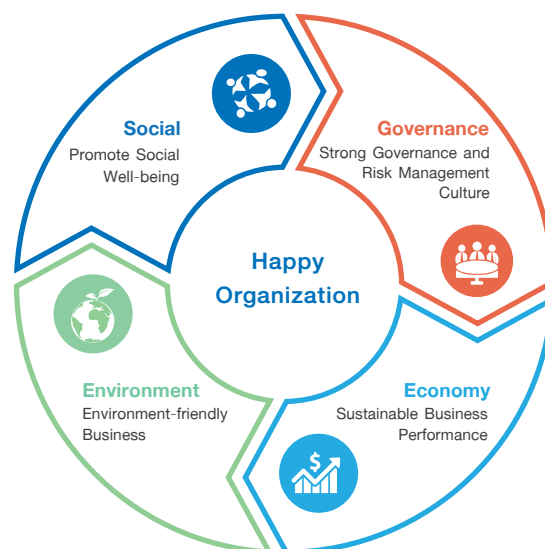 Social
Promote Social
Well-being
Governance
Strong Governance and
Risk Management
Culture
Happy
Organization
Environment
Environment-friendly
Business
Economy
Sustainable Business
Performance
$